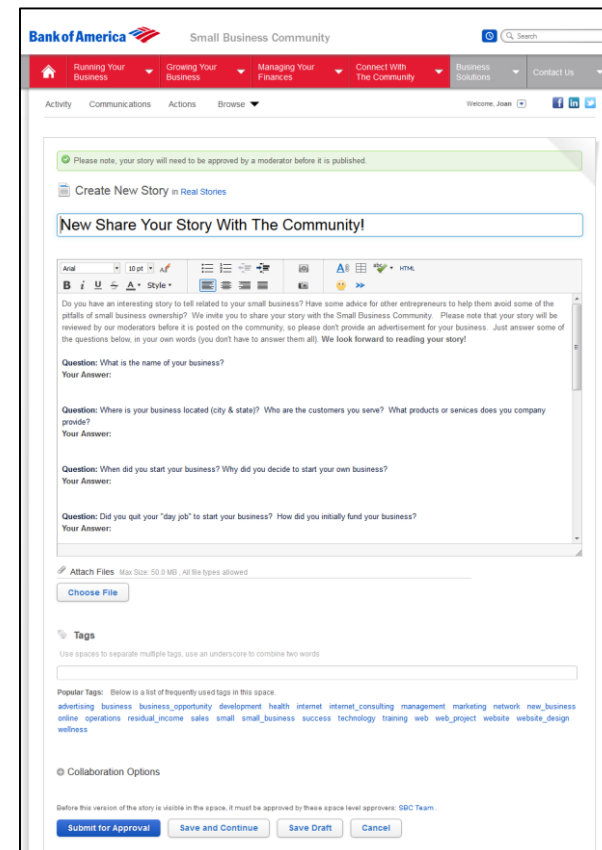 Bank of America Small Business Community
Search
Running Your Business
Growing Your Business
Managing Your Finances
Connect With The Community
Business Solutions
Contact Us
Activity Communications Actions Browse Welcome, Joan
Please note, your story will need to be approved by a moderator before it is published.
Create New Story in Real Stories
New Share Your Story With The Community!
Arial 10 pt HTML
B i U S A Style
Do you have an interesting story to tell related to your small business? Have some advice for other entrepreneurs to help them avoid some of the
pitfalls of small business ownership? We invite you to share your story with the Small Business Community. Please note that your story will be
reviewed by our moderators before it is posted on the community, so please don't provide an advertisement for your business. Just answer some of
the questions below, in your own words (you don't have to answer them all). We look forward to reading your story!
Question: What is the name of your business?
Your Answer:
Question: Where is your business located (city & state)? Who are the customers you serve? What products or services does you company
provide?
Your Answer:
Question: When did you start your business? Why did you decide to start your own business?
Your Answer:
Question: Did you quit your "day job" to start your business? How did you initially fund your business?
Your Answer:
Attach Files Max Size: 50.0 MB, All file types allowed
Choose File
Tags
Use spaces to separate multiple tags, use an underscore to combine two words
Popular Tags: Below is a list of frequently used tags in this space.
advertising business business_opportunity development health internet internet_consulting management marketing network new_business
online operations residual_income sales small small_business success technology training web web_project website website_design
wellness
Collaboration Options
Before this version of the story is visible in the space, it must be approved by these space level approvers: SBC Team.
Submit for Approval Save and Continue Save Draft Cancel